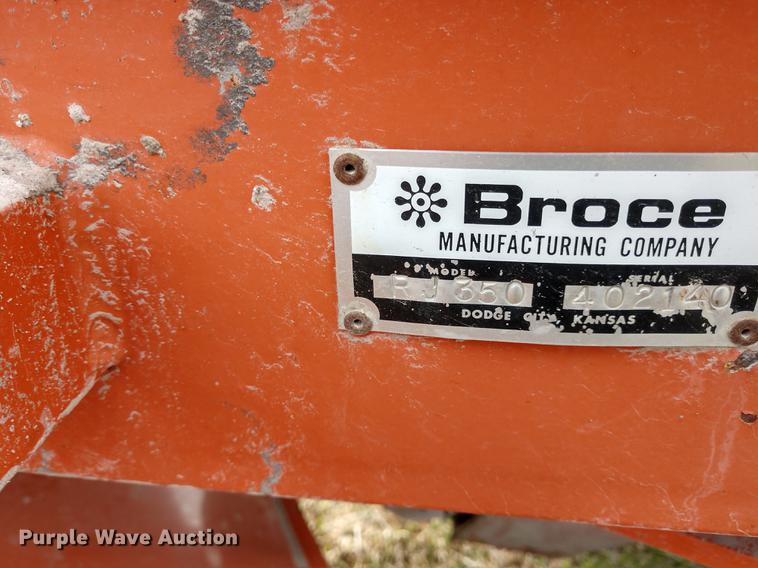 Broce
MANUFACTURING COMPANY
MODEL SERIAL
RJ350 402140
DODGE CITY, KANSAS
Purple Wave Auction